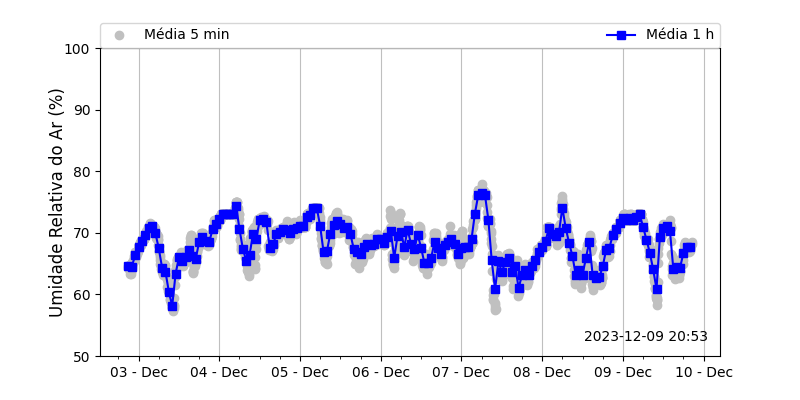 Média 5 min
Média 1 h
Umidade Relativa do Ar (%)
100
90
80
70
60
50
2023-12-09 20:53
03 - Dec
04 - Dec
05 - Dec
06 - Dec
07 - Dec
08 - Dec
09 - Dec
10 - Dec